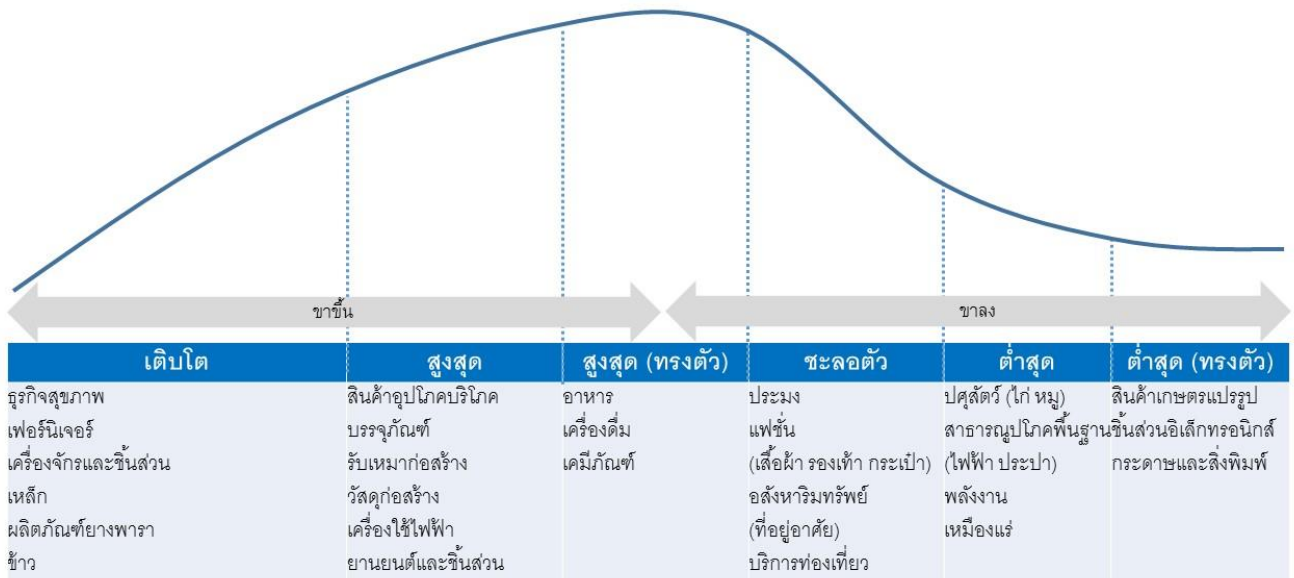 ขาขึ้น
ขาลง
เติบโต
สูงสุด
สูงสุด (ทรงตัว)
ชะลอตัว
ต่ำสุด
ต่ำสุด (ทรงตัว)
ธุรกิจสุขภาพ
เฟอร์นิเจอร์
เครื่องจักรและชิ้นส่วน
เหล็ก
ผลิตภัณฑ์ยางพารา
ข้าว
สินค้าอุปโภคบริโภค
บรรจุภัณฑ์
รับเหมาก่อสร้าง
วัสดุก่อสร้าง
เครื่องใช้ไฟฟ้า
ยานยนต์และชิ้นส่วน
อาหาร
เครื่องดื่ม
เคมีภัณฑ์
ประมง
แฟชั่น
(เสื้อผ้า รองเท้า กระเป๋า)
อสังหาริมทรัพย์
(ที่อยู่อาศัย)
บริการท่องเที่ยว
ปศุสัตว์ (ไก่ หมู)
สาธารณูปโภคพื้นฐาน
(ไฟฟ้า ประปา)
พลังงาน
เหมืองแร่
สินค้าเกษตรแปรรูป
ชิ้นส่วนอิเล็กทรอนิกส์
กระดาษและสิ่งพิมพ์